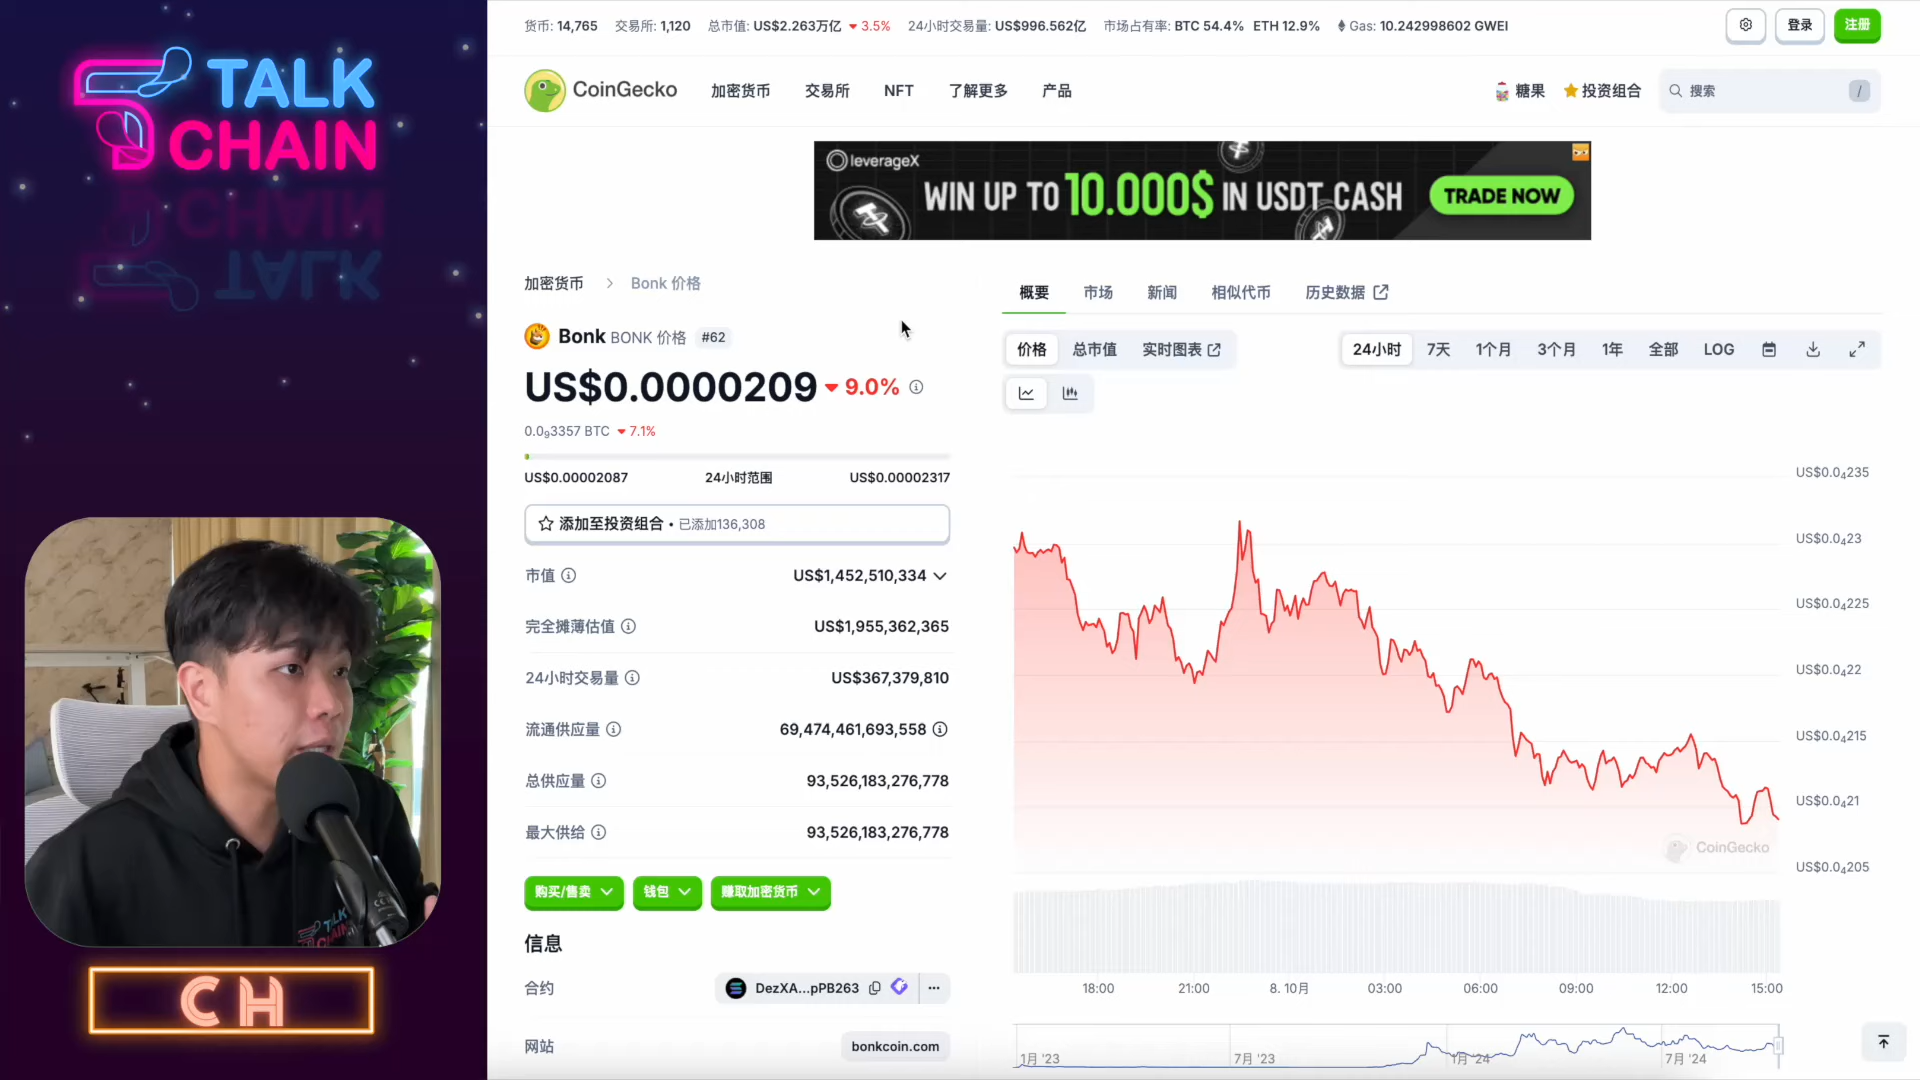 TALK
CHAIN
CH
货币: 14,765 交易所: 1,120 总市值: US$2.263万亿 3.5% 24小时交易量: US$996.562亿 市场占有率: BTC 54.4% ETH 12.9% Gas: 10.242998602 GWEI
登录
注册
CoinGecko 加密货币 交易所 NFT 了解更多 产品
糖果 投资组合 搜索 /
leverageX
WIN UP TO 10.000$ IN USDT CASH
TRADE NOW
加密货币 > Bonk 价格
Bonk BONK 价格 #62
US$0.0000209 9.0%
0.0₉3357 BTC 7.1%
US$0.00002087 24小时范围 US$0.00002317
添加至投资组合 • 已添加136,308
市值 US$1,452,510,334
完全摊薄估值 US$1,955,362,365
24小时交易量 US$367,379,810
流通供应量 69,474,461,693,558
总供应量 93,526,183,276,778
最大供给 93,526,183,276,778
购买/售卖 钱包 赚取加密货币
信息
合约 DezXA...pPB263
网站 bonkcoin.com
概要 市场 新闻 相似代币 历史数据
价格 总市值 实时图表
24小时 7天 1个月 3个月 1年 全部 LOG
US$0.0₄235
US$0.0₄23
US$0.0₄225
US$0.0₄22
US$0.0₄215
US$0.0₄21
US$0.0₄205
CoinGecko
18:00 21:00 8. 10月 03:00 06:00 09:00 12:00 15:00
1月 '23 7月 '23 1月 '24 7月 '24